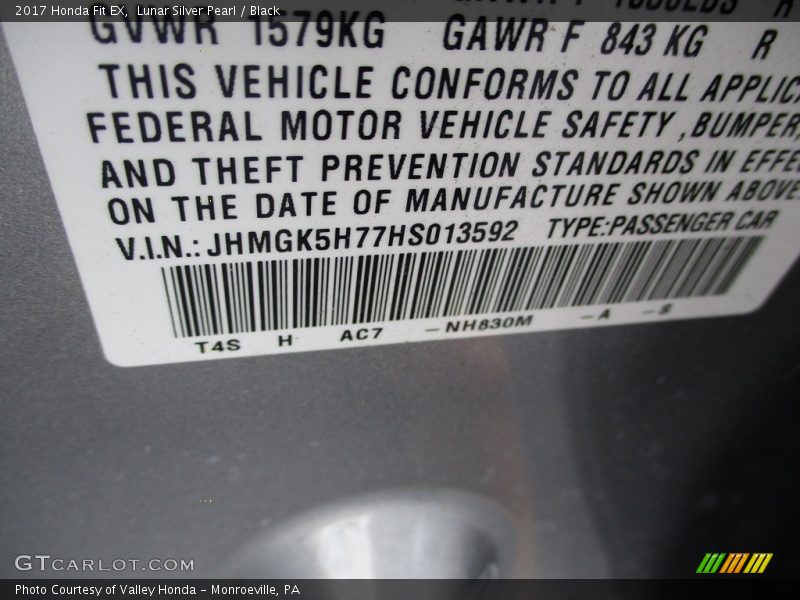 2017 Honda Fit EX, Lunar Silver Pearl / Black
GVWR 1579KG GAWR F 843 KG R
THIS VEHICLE CONFORMS TO ALL
FEDERAL MOTOR VEHICLE SAFETY ,BUMPER,
AND THEFT PREVENTION STANDARDS IN
ON THE DATE OF MANUFACTURE SHOWN ABOVE.
V.I.N.: JHMGK5H77HS013592 TYPE:PASSENGER CAR
T4S H AC7 -NH830M -A -S
GTCARLOT.COM
Photo Courtesy of Valley Honda - Monroeville, PA